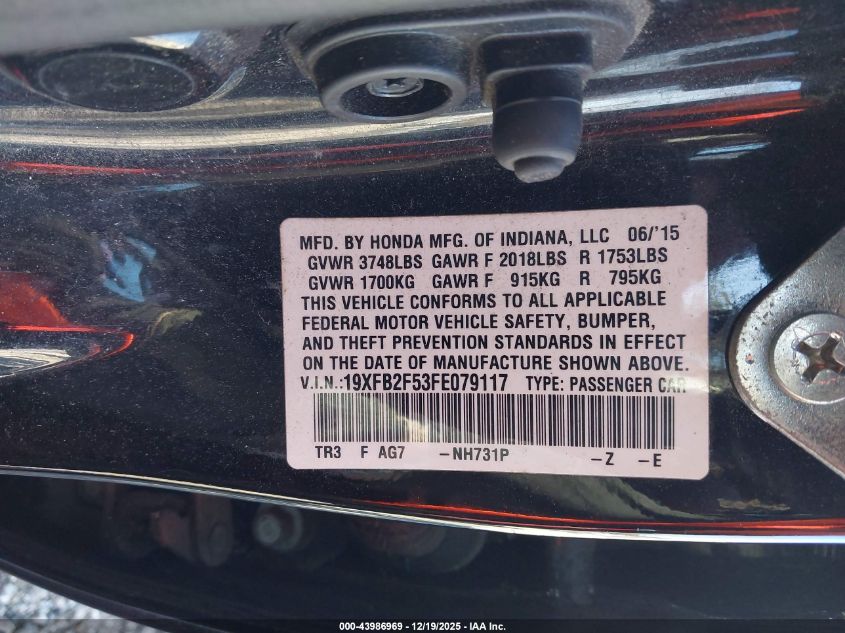 MFD. BY HONDA MFG. OF INDIANA, LLC 06/'15
GVWR 3748LBS GAWR F 2018LBS R 1753LBS
GVWR 1700KG GAWR F 915KG R 795KG
THIS VEHICLE CONFORMS TO ALL APPLICABLE
FEDERAL MOTOR VEHICLE SAFETY, BUMPER,
AND THEFT PREVENTION STANDARDS IN EFFECT
ON THE DATE OF MANUFACTURE SHOWN ABOVE.
V.I.N.:19XFB2F53FE079117 TYPE: PASSENGER CAR
TR3 F AG7 -NH731P -Z -E
000-43986969 - 12/19/2025 - IAA Inc.